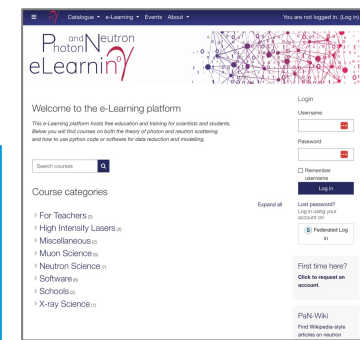 Catalogue e-Learning Events About You are not logged in. (Log in)
Photon and Neutron
eLearning
Welcome to the e-Learning platform
This e-Learning platform hosts free education and training for scientists and students.
Below you will find courses on both the theory of photon and neutron scattering
and how to use python code or software for data reduction and modelling.
Search courses
Course categories
Expand all
For Teachers (2)
High Intensity Lasers (2)
Miscellaneous (2)
Muon Science
Neutron Science (7)
Software
Schools
X-ray Science (1)
Login
Username
Password
Remember
username
Log in
Lost password?
Log in using your
account on:
Federated Log
in
First time here?
Click to request an
account.
PaN-Wiki
Find Wikipedia-style
articles on neutron